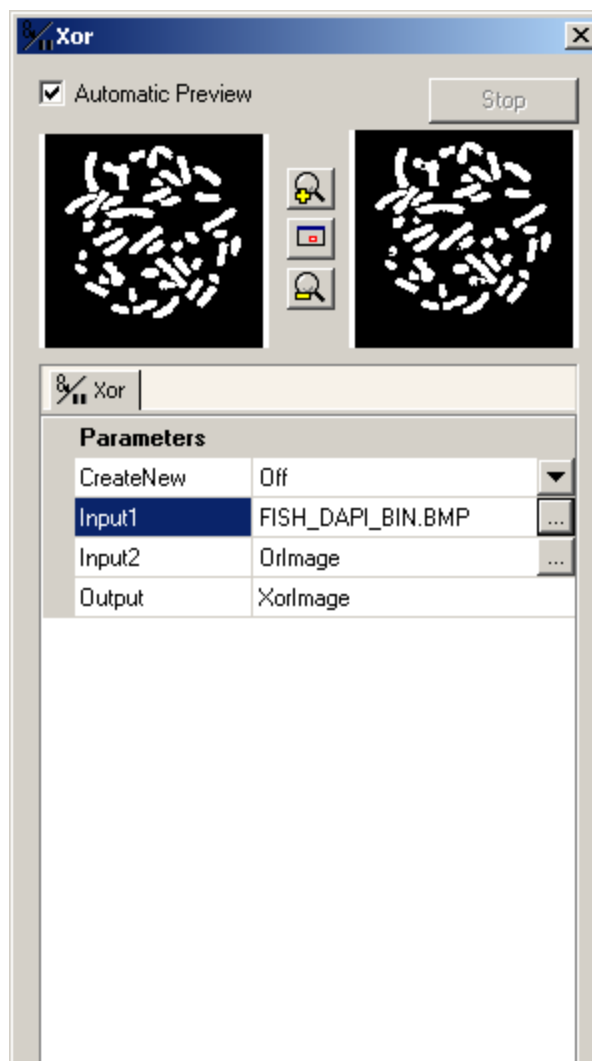 Xor
Automatic Preview
Stop
Xor
Parameters
CreateNew Off
Input1 FISH_DAPI_BIN.BMP ...
Input2 OrImage ...
Output XorImage